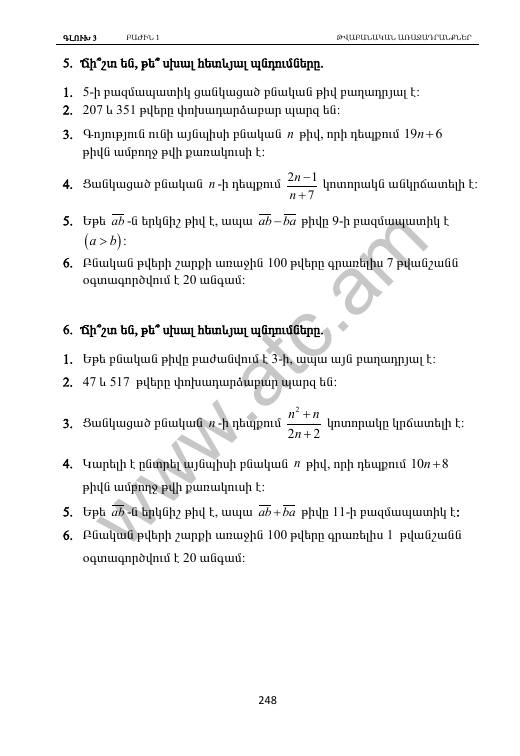 ԳԼՈՒԽ 3 ԲԱԺԻՆ 1 ԹՎԱԲԱՆԱԿԱՆ ԱՌԱՋԱԴՐԱՆՔՆԵՐ
5. Ճի՞շտ են, թե՞ սխալ հետևյալ պնդումները.
1. 5-ի բազմապատիկ ցանկացած բնական թիվ բաղադրյալ է:
2. 207 և 351 թվերը փոխադարձաբար պարզ են:
3. Գոյություն ունի այնպիսի բնական n թիվ, որի դեպքում 19n+6
թիվն ամբողջ թվի քառակուսի է:
4. Ցանկացած բնական n-ի դեպքում (2n−1)/(n+7) կոտորակն անկրճատելի է:
5. Եթե a̅b̅-ն երկնիշ թիվ է, ապա a̅b̅−b̅a̅ թիվը 9-ի բազմապատիկ է
(a > b):
6. Բնական թվերի շարքի առաջին 100 թվերը գրառելիս 7 թվանշանն
օգտագործվում է 20 անգամ:
6. Ճի՞շտ են, թե՞ սխալ հետևյալ պնդումները.
1. Եթե բնական թիվը բաժանվում է 3-ի, ապա այն բաղադրյալ է:
2. 47 և 517 թվերը փոխադարձաբար պարզ են:
3. Ցանկացած բնական n-ի դեպքում (n²+n)/(2n+2) կոտորակը կրճատելի է:
4. Կարելի է ընտրել այնպիսի բնական n թիվ, որի դեպքում 10n+8
թիվն ամբողջ թվի քառակուսի է:
5. Եթե a̅b̅-ն երկնիշ թիվ է, ապա a̅b̅+b̅a̅ թիվը 11-ի բազմապատիկ է:
6. Բնական թվերի շարքի առաջին 100 թվերը գրառելիս 1 թվանշանն
օգտագործվում է 20 անգամ:
www.atc.am
248